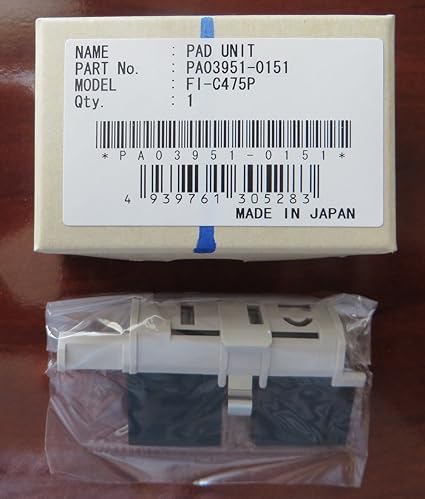 NAME : PAD UNIT
PART No. : PA03951-0151
MODEL : FI-C475P
Qty. : 1
*PA03951-0151*
4 939761 305283
MADE IN JAPAN